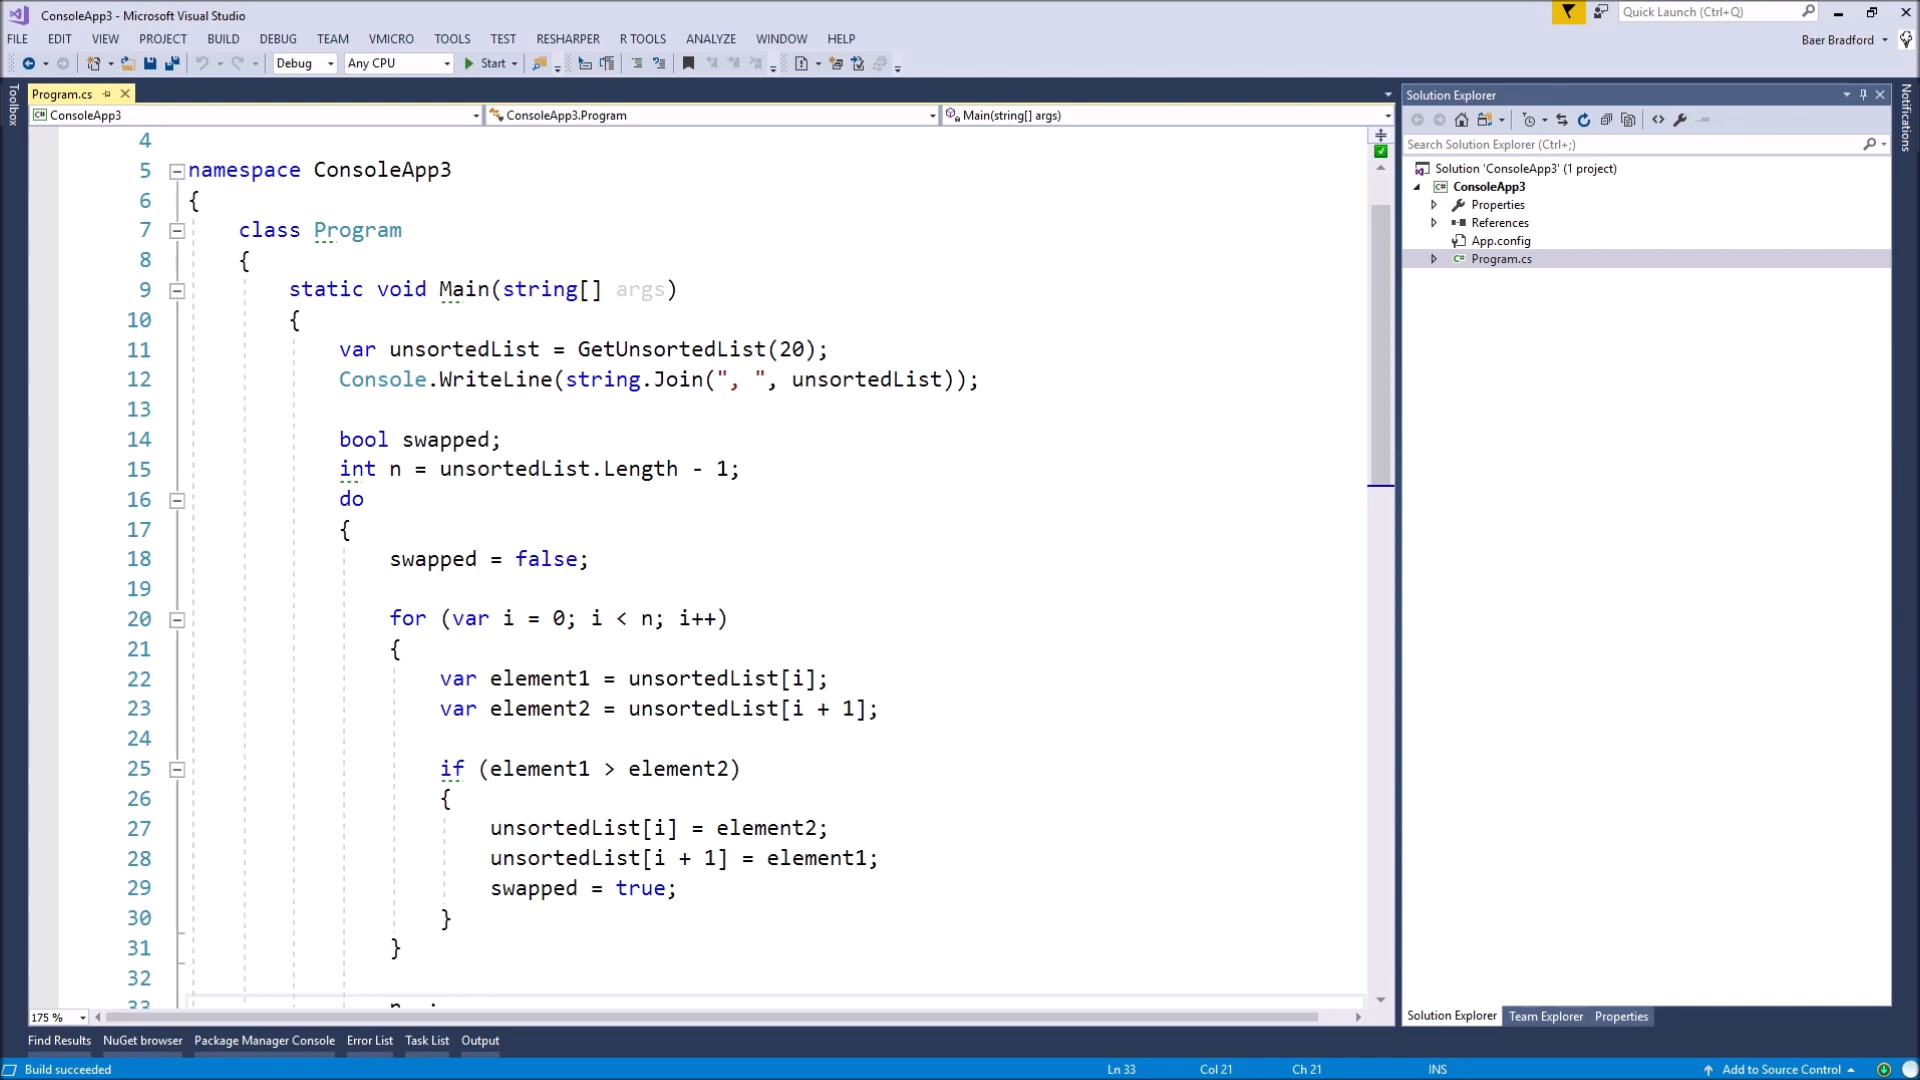 ConsoleApp3 - Microsoft Visual Studio
Quick Launch (Ctrl+Q)
FILE EDIT VIEW PROJECT BUILD DEBUG TEAM VMICRO TOOLS TEST RESHARPER R TOOLS ANALYZE WINDOW HELP
Baer Bradford
Debug Any CPU Start
Toolbox
Program.cs
ConsoleApp3 ConsoleApp3.Program Main(string[] args)
4
5 namespace ConsoleApp3
6 {
7 class Program
8 {
9 static void Main(string[] args)
10 {
11 var unsortedList = GetUnsortedList(20);
12 Console.WriteLine(string.Join(", ", unsortedList));
13
14 bool swapped;
15 int n = unsortedList.Length - 1;
16 do
17 {
18 swapped = false;
19
20 for (var i = 0; i < n; i++)
21 {
22 var element1 = unsortedList[i];
23 var element2 = unsortedList[i + 1];
24
25 if (element1 > element2)
26 {
27 unsortedList[i] = element2;
28 unsortedList[i + 1] = element1;
29 swapped = true;
30 }
31 }
32
33
175 %
Solution Explorer
Search Solution Explorer (Ctrl+;)
Solution 'ConsoleApp3' (1 project)
ConsoleApp3
Properties
References
App.config
Program.cs
Notifications
Solution Explorer Team Explorer Properties
Find Results NuGet browser Package Manager Console Error List Task List Output
Build succeeded Ln 33 Col 21 Ch 21 INS Add to Source Control